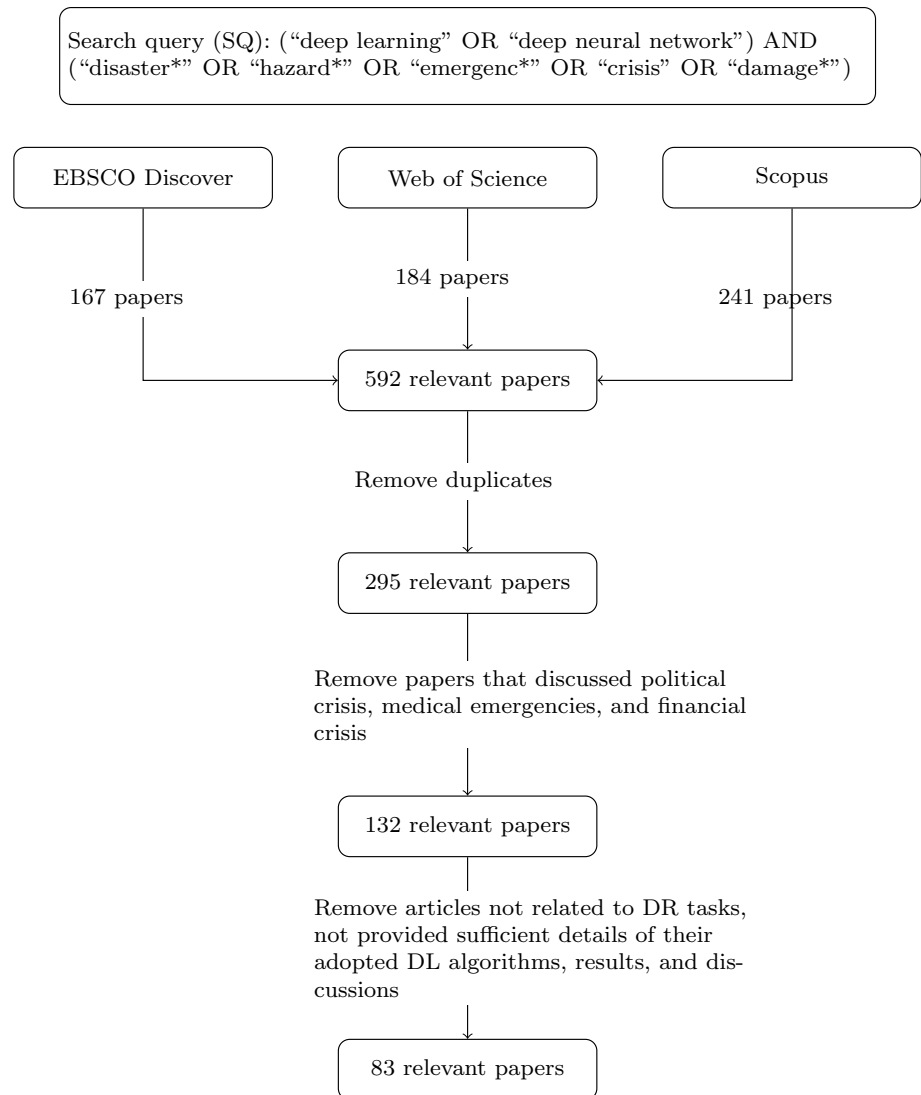 Search query (SQ): (“deep learning” OR “deep neural network”) AND
(“disaster*” OR “hazard*” OR “emergenc*” OR “crisis” OR “damage*”)
EBSCO Discover
Web of Science
Scopus
167 papers
184 papers
241 papers
592 relevant papers
Remove duplicates
295 relevant papers
Remove papers that discussed political
crisis, medical emergencies, and financial
crisis
132 relevant papers
Remove articles not related to DR tasks,
not provided sufficient details of their
adopted DL algorithms, results, and dis-
cussions
83 relevant papers